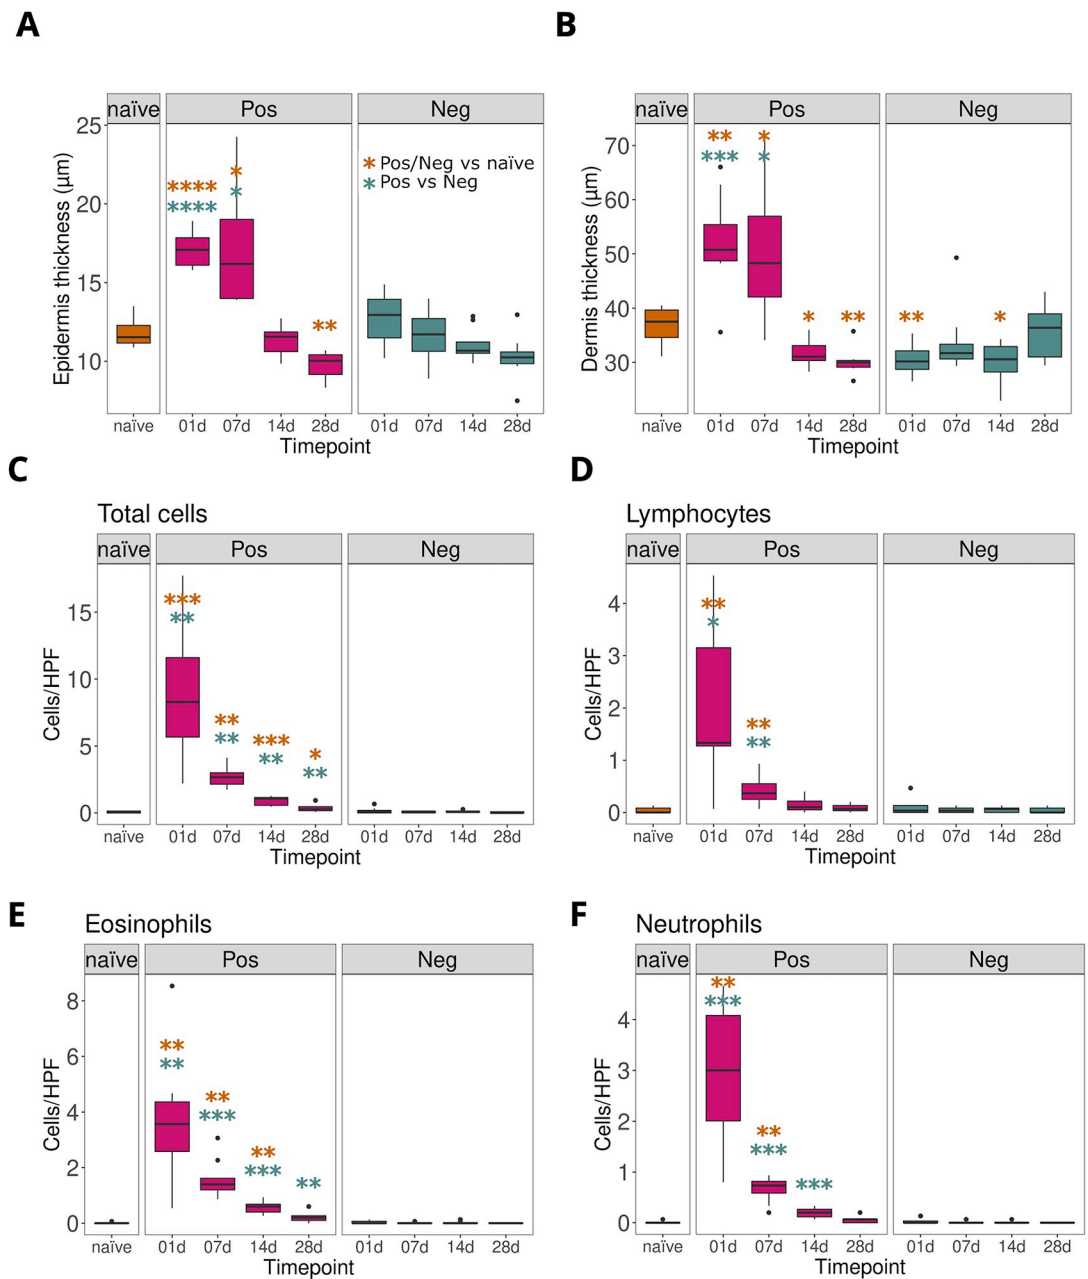 A
B
naïve Pos Neg
naïve Pos Neg
Epidermis thickness (µm)
25
20
15
10
**** * **
**** *
* Pos/Neg vs naïve
* Pos vs Neg
naïve 01d 07d 14d 28d 01d 07d 14d 28d
Timepoint
Dermis thickness (µm)
70
60
50
40
30
** * * ** ** *
*** *
naïve 01d 07d 14d 28d 01d 07d 14d 28d
Timepoint
C
D
Total cells
naïve Pos Neg
Cells/HPF
15
10
5
0
*** ** *** *
** ** ** **
naïve 01d 07d 14d 28d 01d 07d 14d 28d
Timepoint
Lymphocytes
naïve Pos Neg
Cells/HPF
4
3
2
1
0
** **
* **
naïve 01d 07d 14d 28d 01d 07d 14d 28d
Timepoint
E
F
Eosinophils
naïve Pos Neg
Cells/HPF
8
6
4
2
0
** ** **
** *** *** **
naïve 01d 07d 14d 28d 01d 07d 14d 28d
Timepoint
Neutrophils
naïve Pos Neg
Cells/HPF
4
3
2
1
0
** **
*** *** ***
naïve 01d 07d 14d 28d 01d 07d 14d 28d
Timepoint